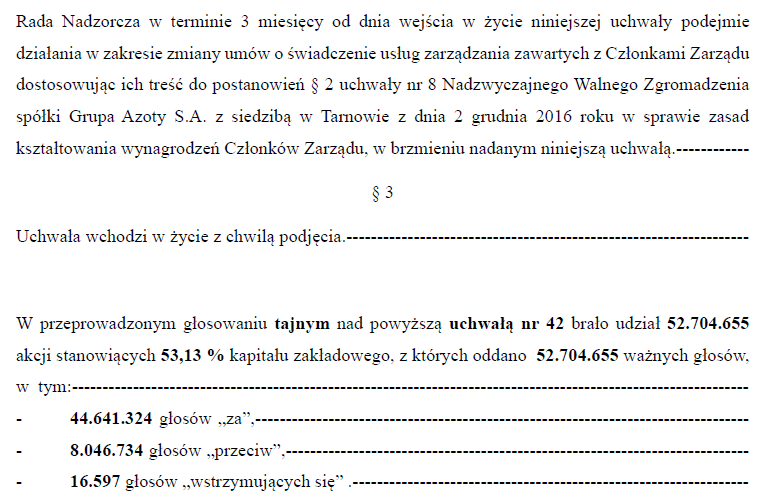 Rada Nadzorcza w terminie 3 miesięcy od dnia wejścia w życie niniejszej uchwały podejmie
działania w zakresie zmiany umów o świadczenie usług zarządzania zawartych z Członkami Zarządu
dostosowując ich treść do postanowień § 2 uchwały nr 8 Nadzwyczajnego Walnego Zgromadzenia
spółki Grupa Azoty S.A. z siedzibą w Tarnowie z dnia 2 grudnia 2016 roku w sprawie zasad
kształtowania wynagrodzeń Członków Zarządu, w brzmieniu nadanym niniejszą uchwałą.------------
§ 3
Uchwała wchodzi w życie z chwilą podjęcia.-------------------------------------------------------------------
W przeprowadzonym głosowaniu tajnym nad powyższą uchwałą nr 42 brało udział 52.704.655
akcji stanowiących 53,13 % kapitału zakładowego, z których oddano 52.704.655 ważnych głosów,
w tym:-----------------------------------------------------------------------------------------------------------------
- 44.641.324 głosów „za”,----------------------------------------------------------------------------------
- 8.046.734 głosów „przeciw”,-----------------------------------------------------------------------------
- 16.597 głosów „wstrzymujących się” .------------------------------------------------------------------